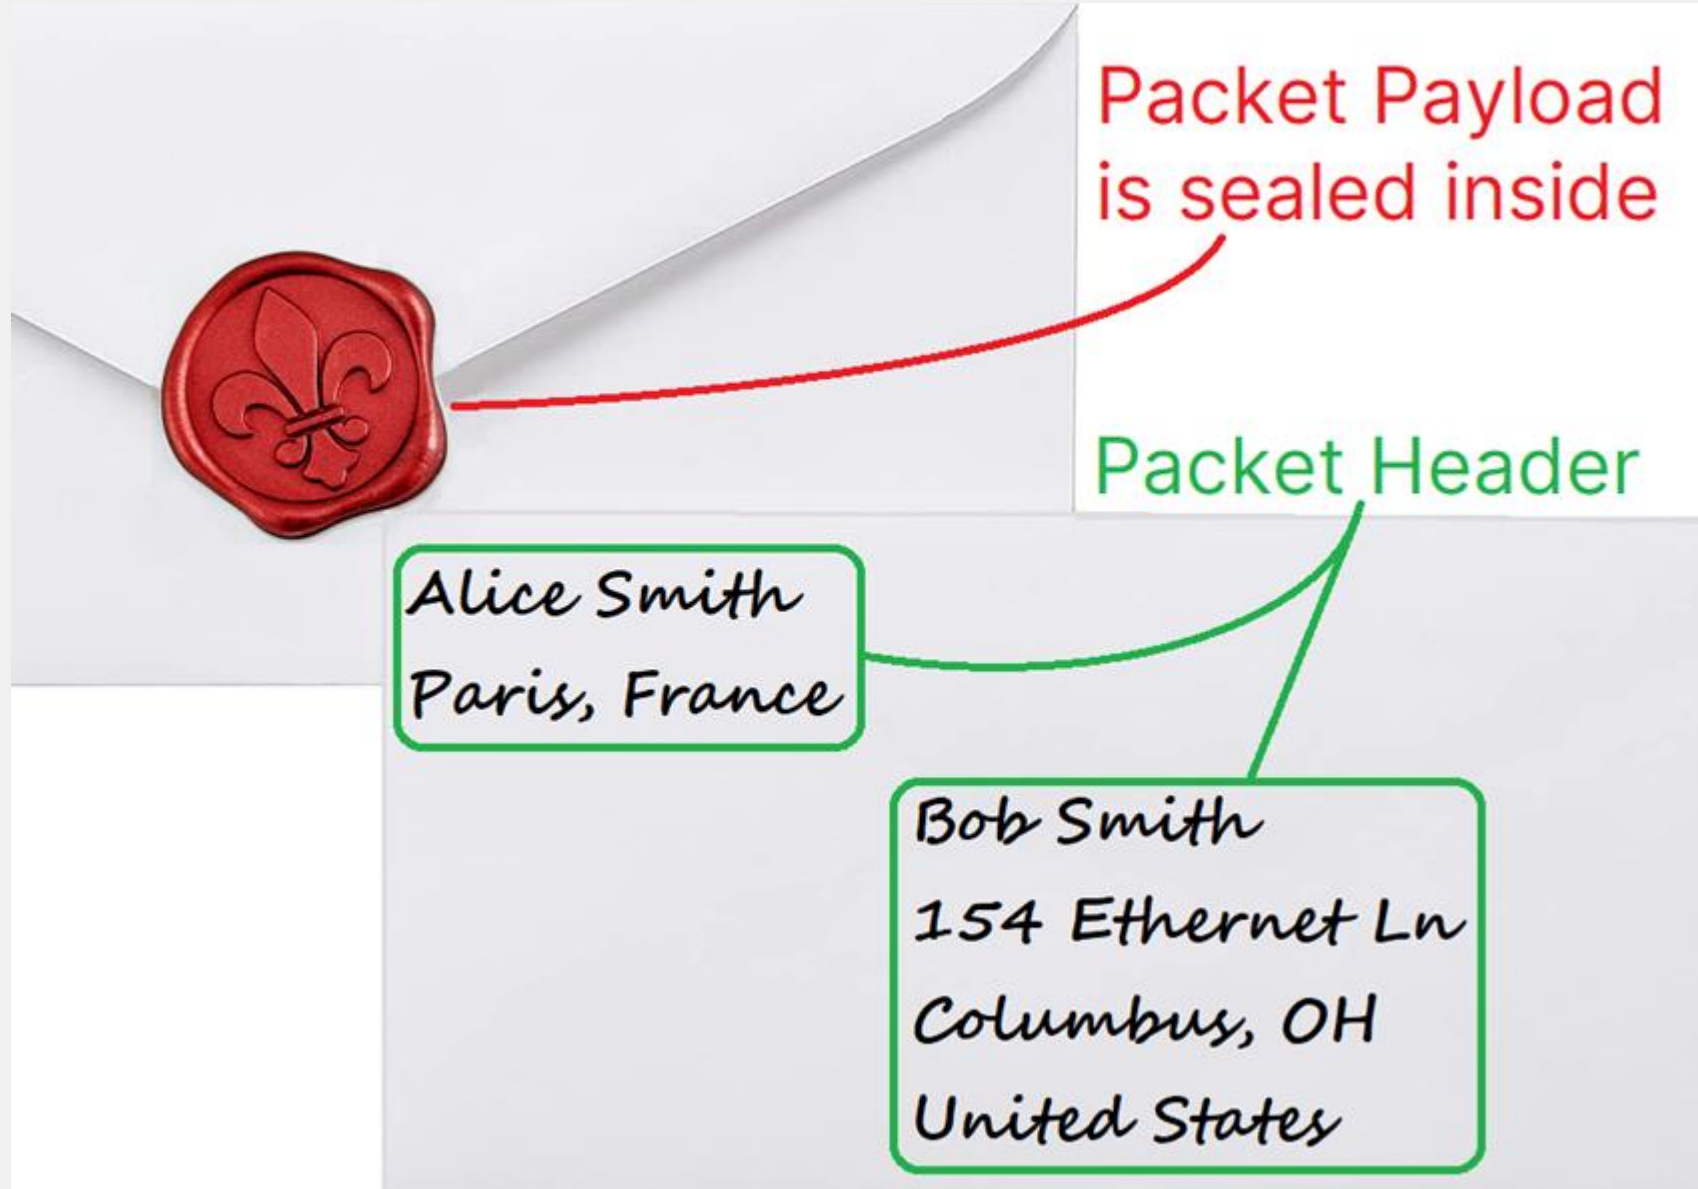 Packet Payload
is sealed inside
Packet Header
Alice Smith
Paris, France
Bob Smith
154 Ethernet Ln
Columbus, OH
United States